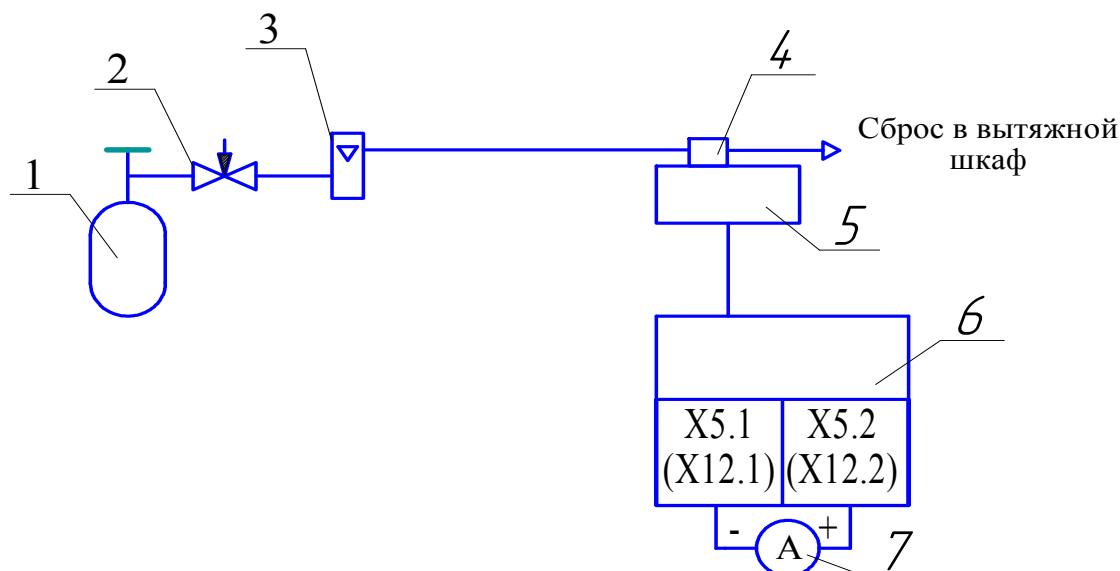 3
4
2
Сброс в вытяжной
шкаф
1
5
6
X5.1
(X12.1)
X5.2
(X12.2)
- +
A
7